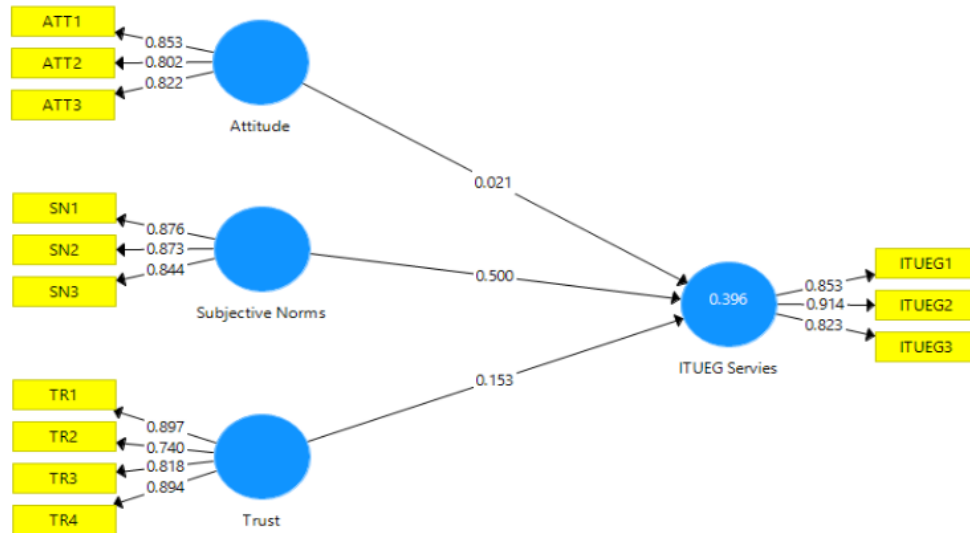 ATT1
0.853
ATT2
0.802
0.822
ATT3
Attitude
0.021
SN1
0.876
SN2
0.873
0.844
SN3
Subjective Norms
0.500
0.396
ITUEG Servies
ITUEG1
0.853
0.914
ITUEG2
0.823
ITUEG3
0.153
TR1
0.897
TR2
0.740
0.818
TR3
0.894
TR4
Trust